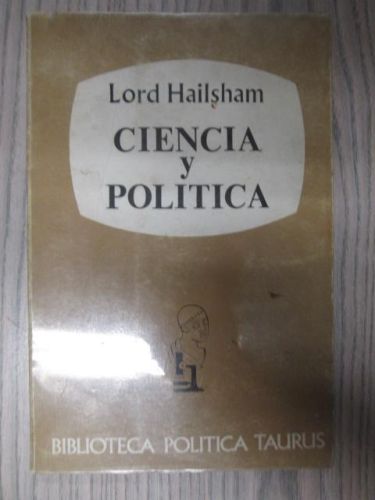 Lord Hailsham
CIENCIA
y
POLITICA
BIBLIOTECA POLITICA TAURUS